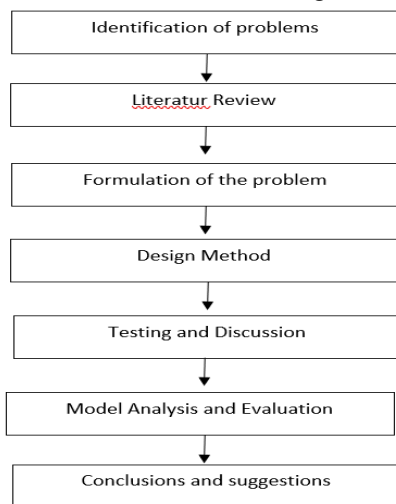 Identification of problems
Literatur Review
Formulation of the problem
Design Method
Testing and Discussion
Model Analysis and Evaluation
Conclusions and suggestions